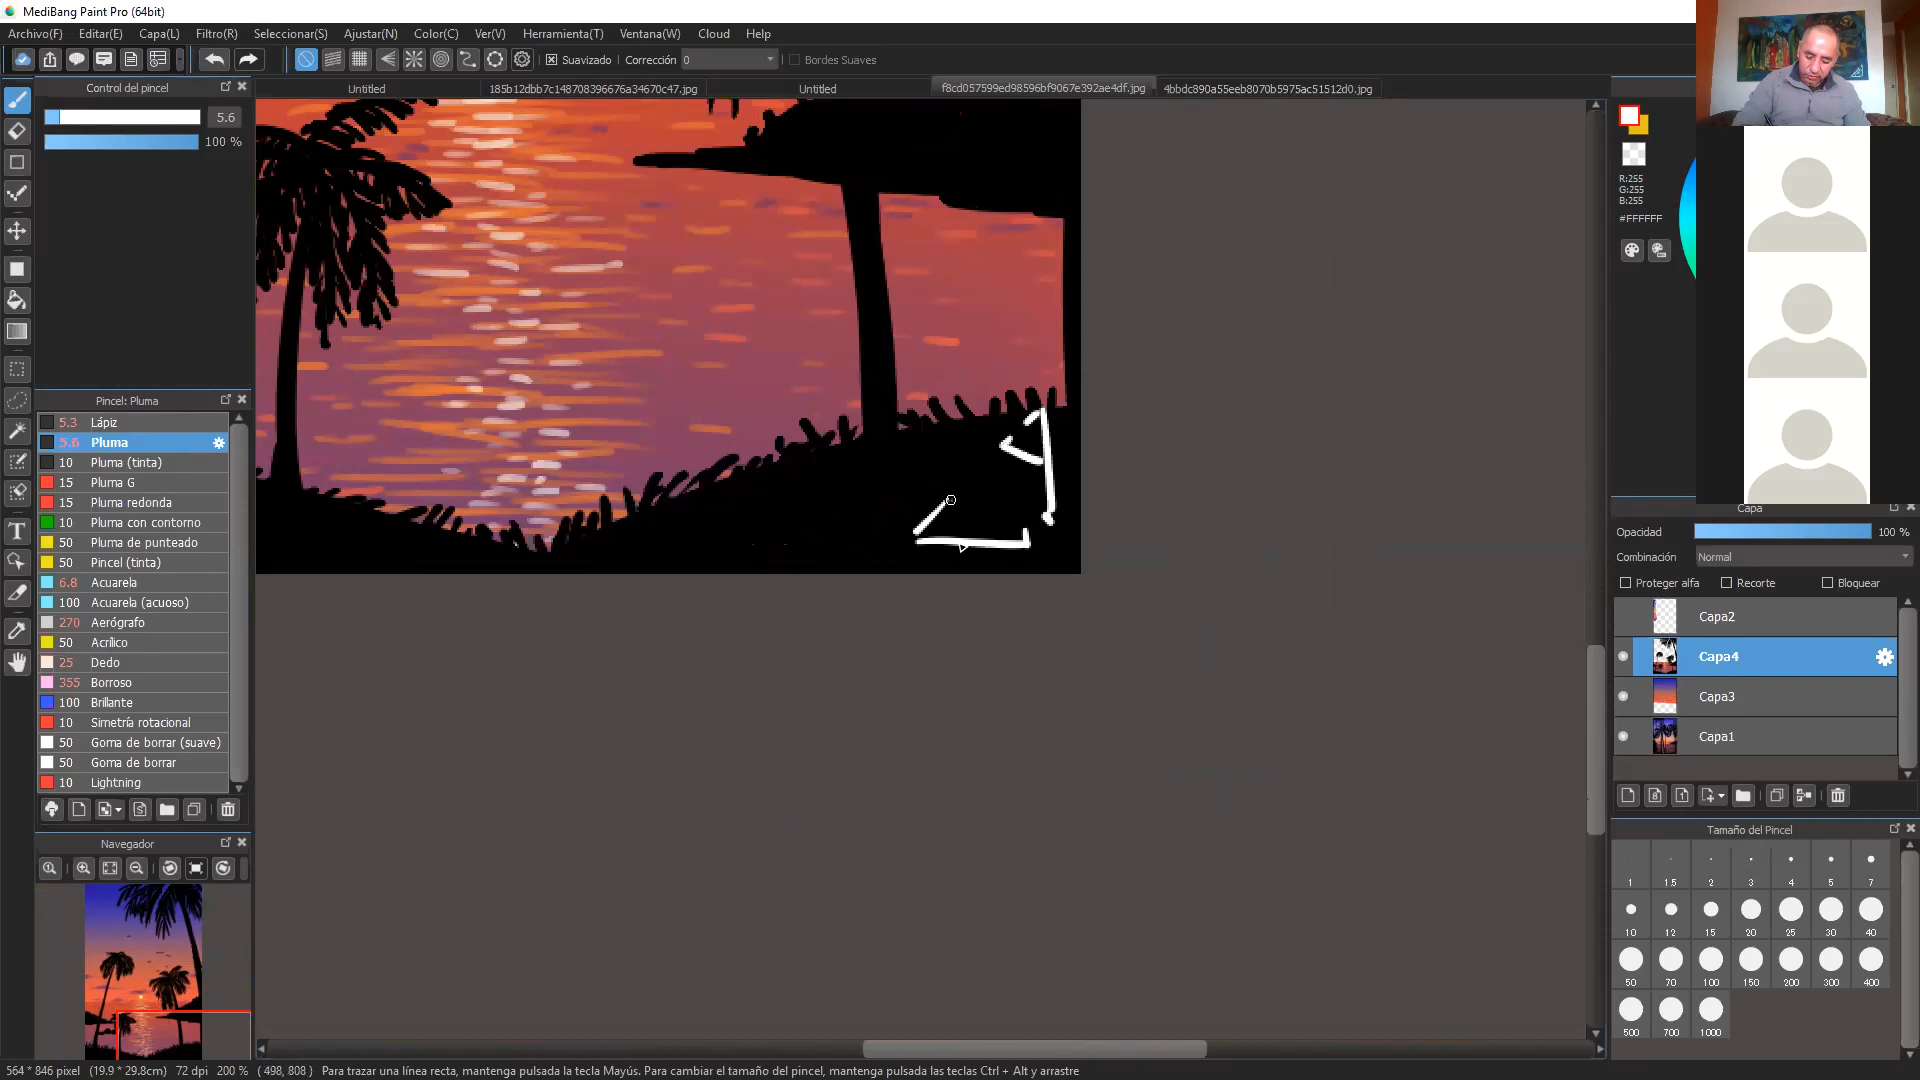 MediBang Paint Pro (64bit)
Archivo(F) Editar(E) Capa(L) Filtro(R) Seleccionar(S) Ajustar(N) Color(C) Ver(V) Herramienta(T) Ventana(W) Cloud Help
Suavizado Corrección 0 Bordes Suaves
Control del pincel
Untitled 185b12dbb7c148708396676a34670c47.jpg Untitled f8cd057599ed98596bf9067e392ae4df.jpg 4bbdc890a55eeb8070b5975ac51512d0.jpg
5.6
100 %
R:255
G:255
B:255
#FFFFFF
Pincel: Pluma
5.3 Lápiz
5.6 Pluma
10 Pluma (tinta)
15 Pluma G
15 Pluma redonda
10 Pluma con contorno
50 Pluma de punteado
50 Pincel (tinta)
6.8 Acuarela
100 Acuarela (acuoso)
270 Aerógrafo
50 Acrílico
25 Dedo
355 Borroso
100 Brillante
10 Simetría rotacional
50 Goma de borrar (suave)
50 Goma de borrar
10 Lightning
Capa
Opacidad 100 %
Combinación Normal
Proteger alfa Recorte Bloquear
Capa2
Capa4
Capa3
Capa1
Navegador
Tamaño del Pincel
1 1.5 2 3 4 5 7
10 12 15 20 25 30 40
50 70 100 150 200 300 400
500 700 1000
564 * 846 pixel (19.9 * 29.8cm) 72 dpi 200 % ( 498, 808 ) Para trazar una línea recta, mantenga pulsada la tecla Mayús. Para cambiar el tamaño del pincel, mantenga pulsadas las teclas Ctrl + Alt y arrastre